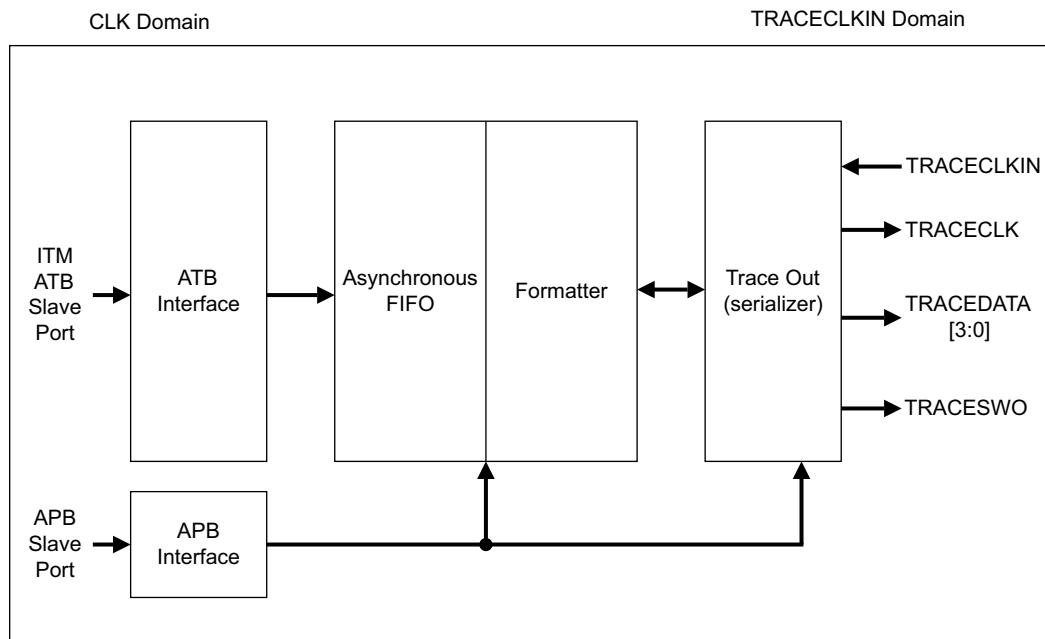 CLK Domain
TRACECLKIN Domain
ITM
ATB
Slave
Port
ATB
Interface
Asynchronous
FIFO
Formatter
Trace Out
(serializer)
TRACECLKIN
TRACECLK
TRACEDATA
[3:0]
TRACESWO
APB
Slave
Port
APB
Interface